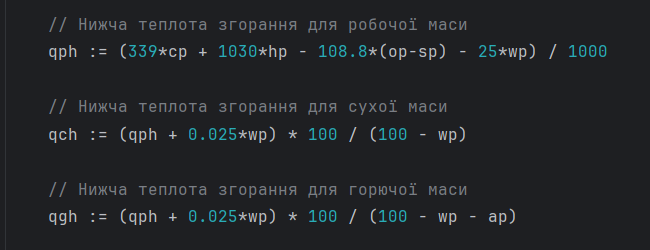 // Нижча теплота згорання для робочої маси
qph := (339*cp + 1030*hp - 108.8*(op-sp) - 25*wp) / 1000
// Нижча теплота згорання для сухої маси
qch := (qph + 0.025*wp) * 100 / (100 - wp)
// Нижча теплота згорання для горючої маси
qgh := (qph + 0.025*wp) * 100 / (100 - wp - ap)